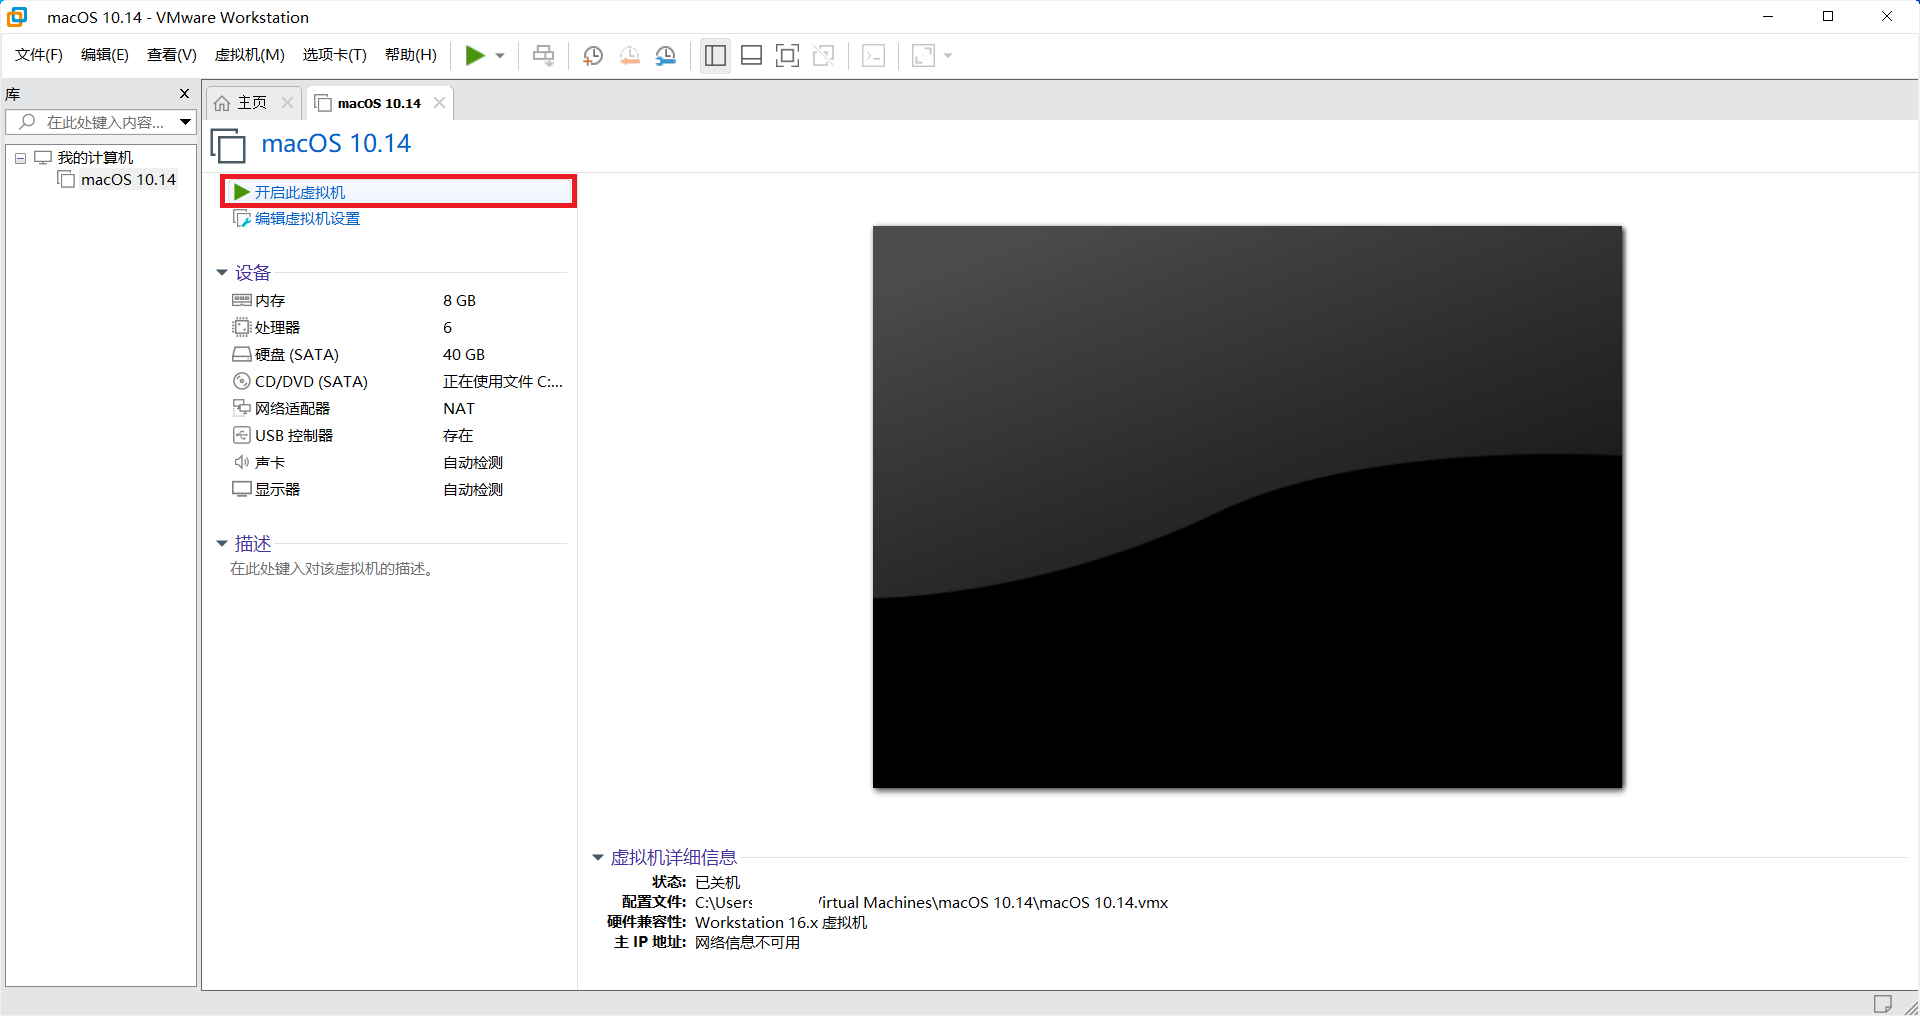 macOS 10.14 - VMware Workstation
文件(F) 编辑(E) 查看(V) 虚拟机(M) 选项卡(T) 帮助(H)
库
在此处键入内容...
我的计算机
macOS 10.14
主页
macOS 10.14
macOS 10.14
开启此虚拟机
编辑虚拟机设置
设备
内存 8 GB
处理器 6
硬盘 (SATA) 40 GB
CD/DVD (SATA) 正在使用文件 C:...
网络适配器 NAT
USB 控制器 存在
声卡 自动检测
显示器 自动检测
描述
在此处键入对该虚拟机的描述。
虚拟机详细信息
状态: 已关机
配置文件: C:\Users irtual Machines\macOS 10.14\macOS 10.14.vmx
硬件兼容性: Workstation 16.x 虚拟机
主 IP 地址: 网络信息不可用